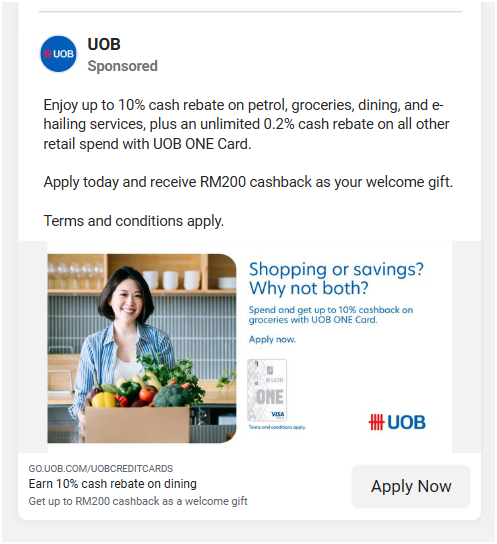 UOB
UOB
Sponsored
Enjoy up to 10% cash rebate on petrol, groceries, dining, and e-
hailing services, plus an unlimited 0.2% cash rebate on all other
retail spend with UOB ONE Card.
Apply today and receive RM200 cashback as your welcome gift.
Terms and conditions apply.
Shopping or savings?
Why not both?
Spend and get up to 10% cashback on
groceries with UOB ONE Card.
Apply now.
UOB
ONE
VISA
Terms and conditions apply.
UOB
GO.UOB.COM/UOBCREDITCARDS
Earn 10% cash rebate on dining
Get up to RM200 cashback as a welcome gift
Apply Now